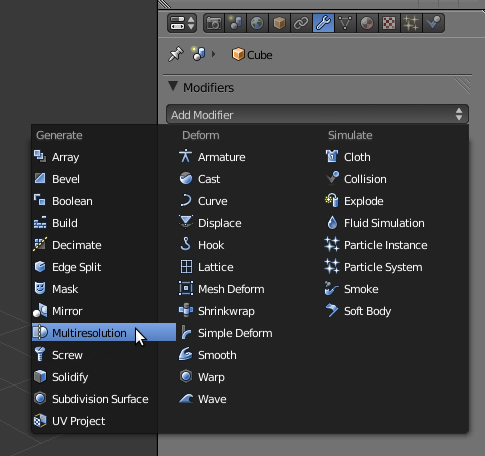 Cube
Modifiers
Add Modifier
Generate
Array
Bevel
Boolean
Build
Decimate
Edge Split
Mask
Mirror
Multiresolution
Screw
Solidify
Subdivision Surface
UV Project
Deform
Armature
Cast
Curve
Displace
Hook
Lattice
Mesh Deform
Shrinkwrap
Simple Deform
Smooth
Warp
Wave
Simulate
Cloth
Collision
Explode
Fluid Simulation
Particle Instance
Particle System
Smoke
Soft Body